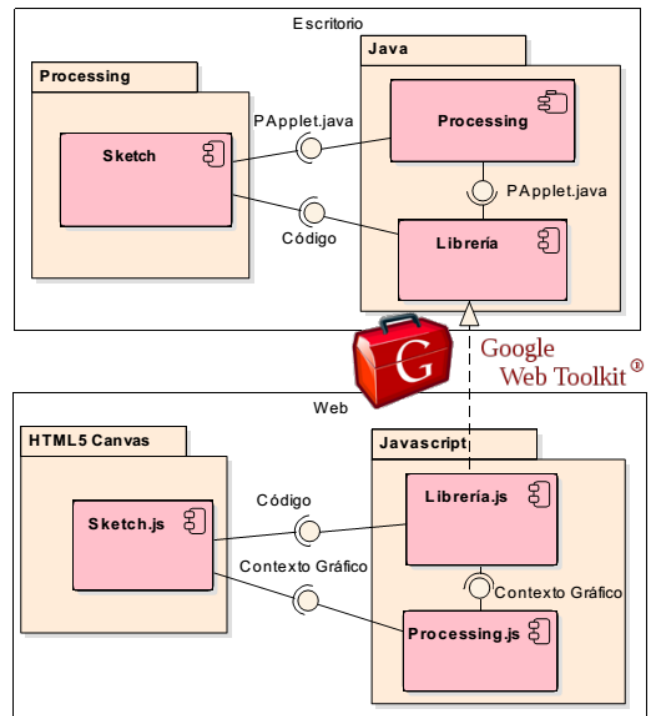 Escritorio
Java
Processing
PApplet.java
Processing
Sketch
PApplet.java
Código
Librería
G
Google
Web Toolkit ®
Web
HTML5 Canvas
Javascript
Código
Librería.js
Sketch.js
Contexto Gráfico
Contexto Gráfico
Processing.js